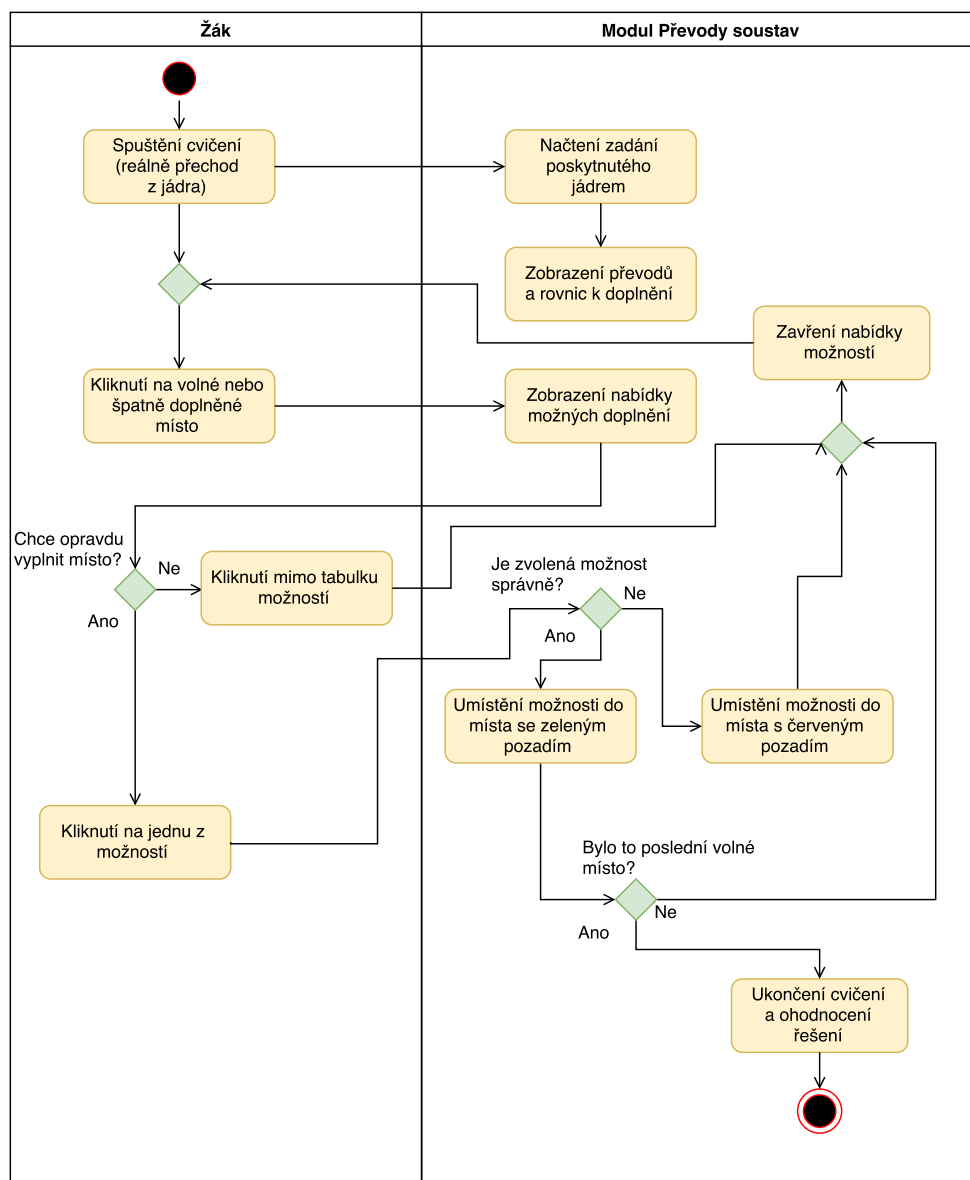 Žák
Modul Převody soustav
Spuštění cvičení
(reálně přechod
z jádra)
Načtení zadání
poskytnutého
jádrem
Zobrazení převodů
a rovnic k doplnění
Zavření nabídky
možností
Kliknutí na volné nebo
špatně doplněné
místo
Zobrazení nabídky
možných doplnění
Chce opravdu
vyplnit místo?
Ne
Ano
Kliknutí mimo tabulku
možností
Je zvolená možnost
správně?
Ne
Ano
Umístění možnosti do
místa se zeleným
pozadím
Umístění možnosti do
místa s červeným
pozadím
Kliknutí na jednu z
možností
Bylo to poslední volné
místo?
Ne
Ano
Ukončení cvičení
a ohodnocení
řešení